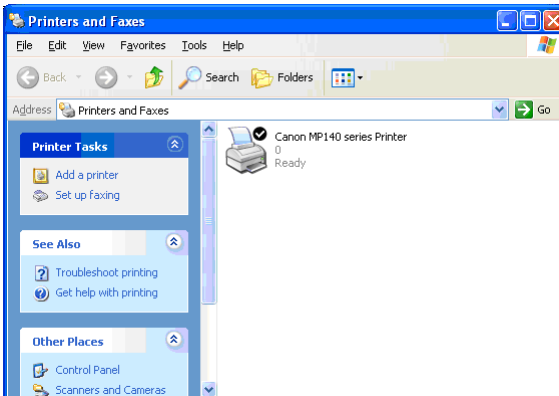 Printers and Faxes
File Edit View Favorites Tools Help
Back Search Folders
Address Printers and Faxes Go
Printer Tasks
Add a printer
Set up faxing
See Also
Troubleshoot printing
Get help with printing
Other Places
Control Panel
Scanners and Cameras
Canon MP140 series Printer
0
Ready